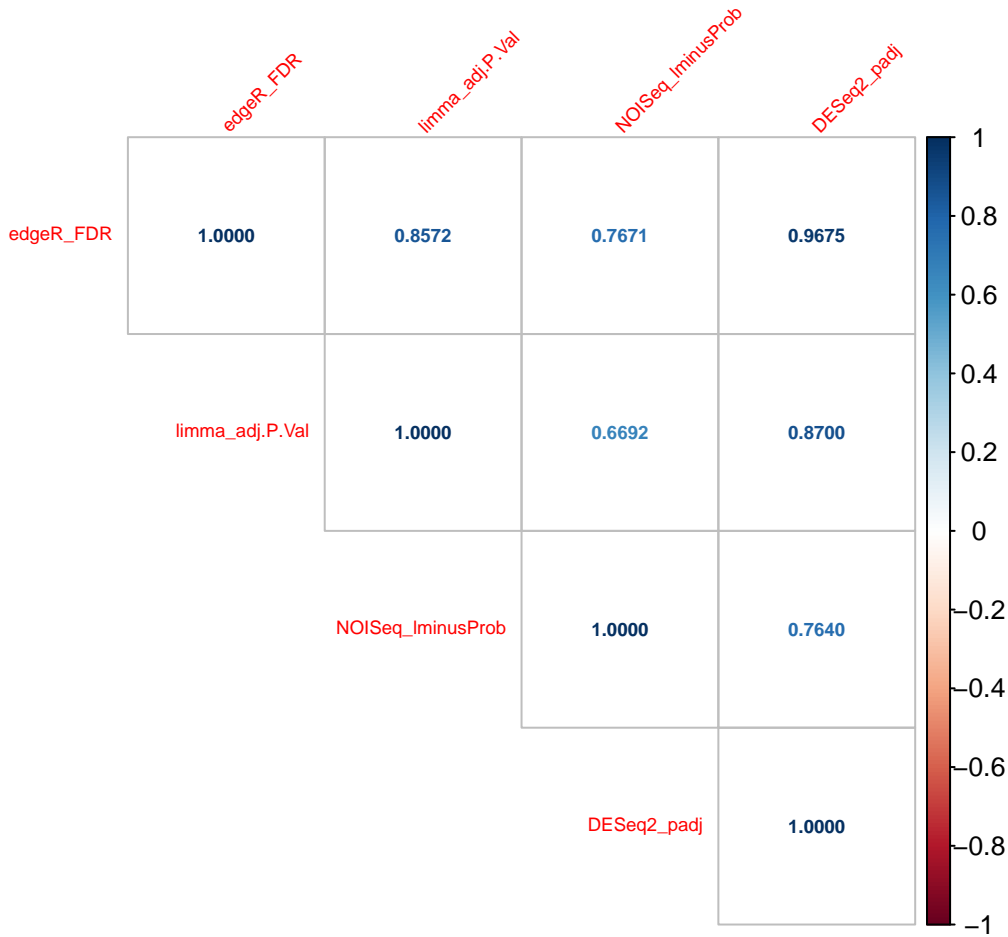 edgeR_FDR
limma_adj.P.Val
NOISeq_lminusProb
DESeq2_padj
edgeR_FDR 1.0000 0.8572 0.7671 0.9675
limma_adj.P.Val 1.0000 0.6692 0.8700
NOISeq_lminusProb 1.0000 0.7640
DESeq2_padj 1.0000
1
0.8
0.6
0.4
0.2
0
−0.2
−0.4
−0.6
−0.8
−1